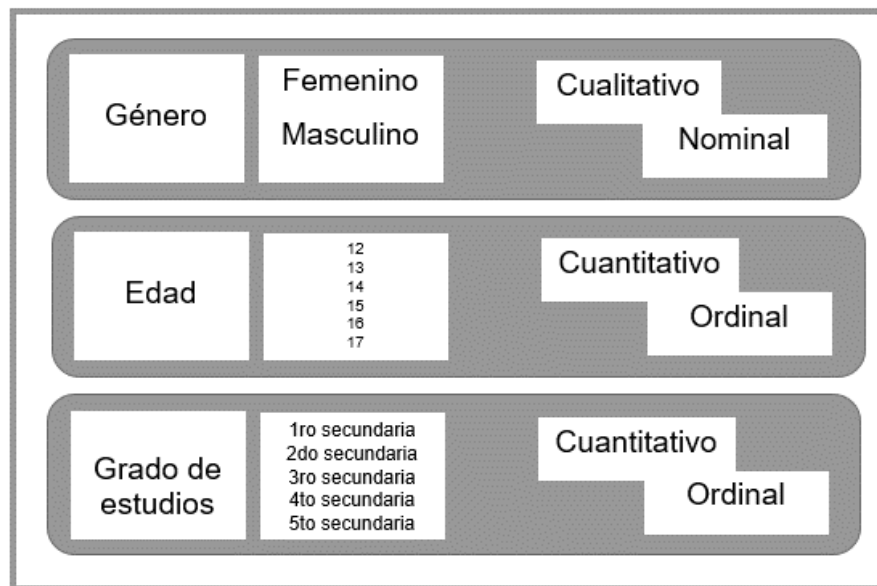 Género
Femenino
Masculino
Cualitativo
Nominal
Edad
12
13
14
15
16
17
Cuantitativo
Ordinal
Grado de
estudios
1ro secundaria
2do secundaria
3ro secundaria
4to secundaria
5to secundaria
Cuantitativo
Ordinal